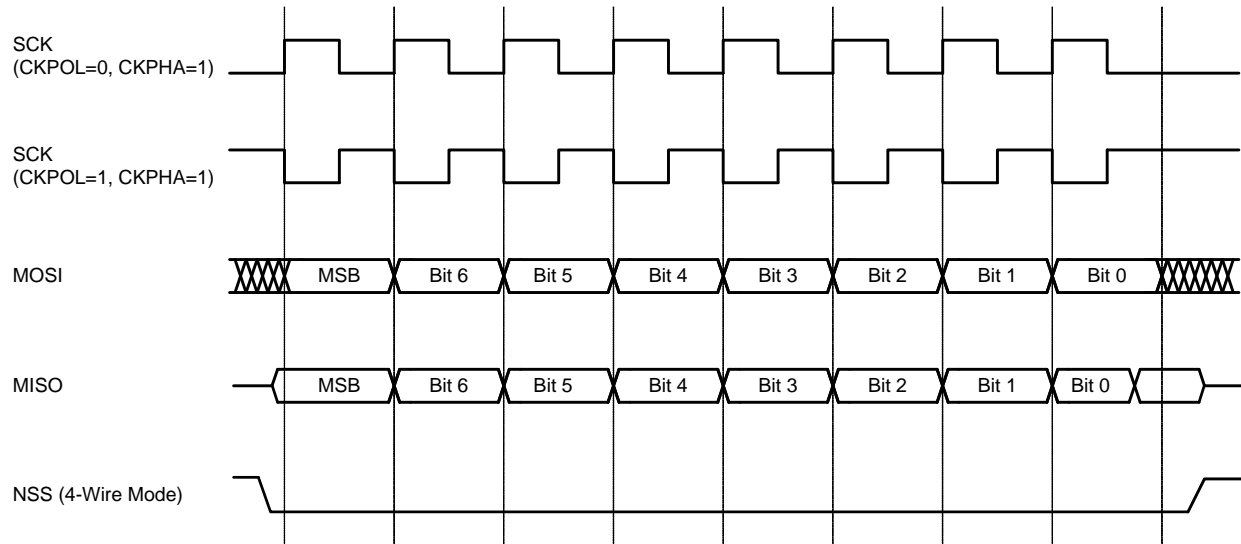 SCK
(CKPOL=0, CKPHA=1)
SCK
(CKPOL=1, CKPHA=1)
MOSI MSB Bit 6 Bit 5 Bit 4 Bit 3 Bit 2 Bit 1 Bit 0
MISO MSB Bit 6 Bit 5 Bit 4 Bit 3 Bit 2 Bit 1 Bit 0
NSS (4-Wire Mode)